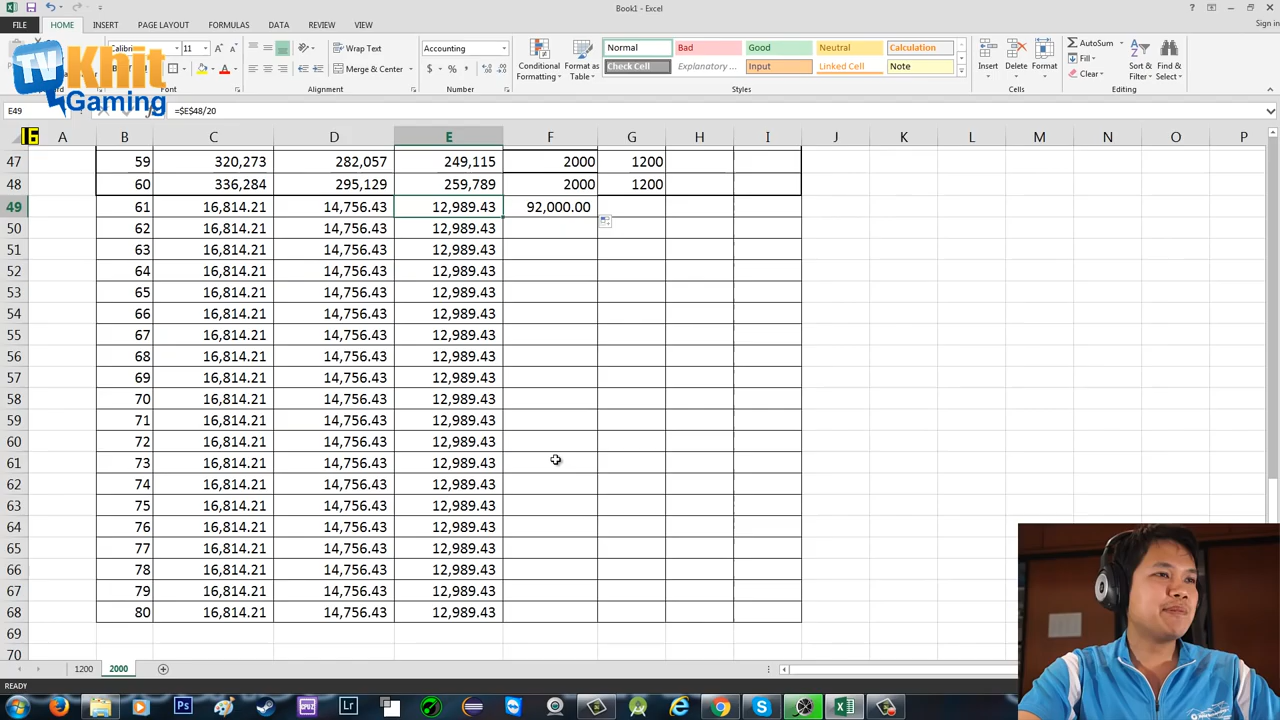 Book1 - Excel
Sign in
FILE HOME INSERT PAGE LAYOUT FORMULAS DATA REVIEW VIEW
Calibri 11 Wrap Text Accounting Normal Bad Good Neutral Calculation AutoSum
Merge & Center $ % Conditional Formatting Format as Table Check Cell Explanatory ... Input Linked Cell Note Insert Delete Format Fill Clear Sort & Filter Find & Select
Alignment Number Styles Cells Editing
TV Khit Gaming
E49 =$E$48/20
16
A B C D E F G H I J K L M N O P
47 59 320,273 282,057 249,115 2000 1200
48 60 336,284 295,129 259,789 2000 1200
49 61 16,814.21 14,756.43 12,989.43 92,000.00
50 62 16,814.21 14,756.43 12,989.43
51 63 16,814.21 14,756.43 12,989.43
52 64 16,814.21 14,756.43 12,989.43
53 65 16,814.21 14,756.43 12,989.43
54 66 16,814.21 14,756.43 12,989.43
55 67 16,814.21 14,756.43 12,989.43
56 68 16,814.21 14,756.43 12,989.43
57 69 16,814.21 14,756.43 12,989.43
58 70 16,814.21 14,756.43 12,989.43
59 71 16,814.21 14,756.43 12,989.43
60 72 16,814.21 14,756.43 12,989.43
61 73 16,814.21 14,756.43 12,989.43
62 74 16,814.21 14,756.43 12,989.43
63 75 16,814.21 14,756.43 12,989.43
64 76 16,814.21 14,756.43 12,989.43
65 77 16,814.21 14,756.43 12,989.43
66 78 16,814.21 14,756.43 12,989.43
67 79 16,814.21 14,756.43 12,989.43
68 80 16,814.21 14,756.43 12,989.43
69
70
1200 2000
READY
Ps Lr